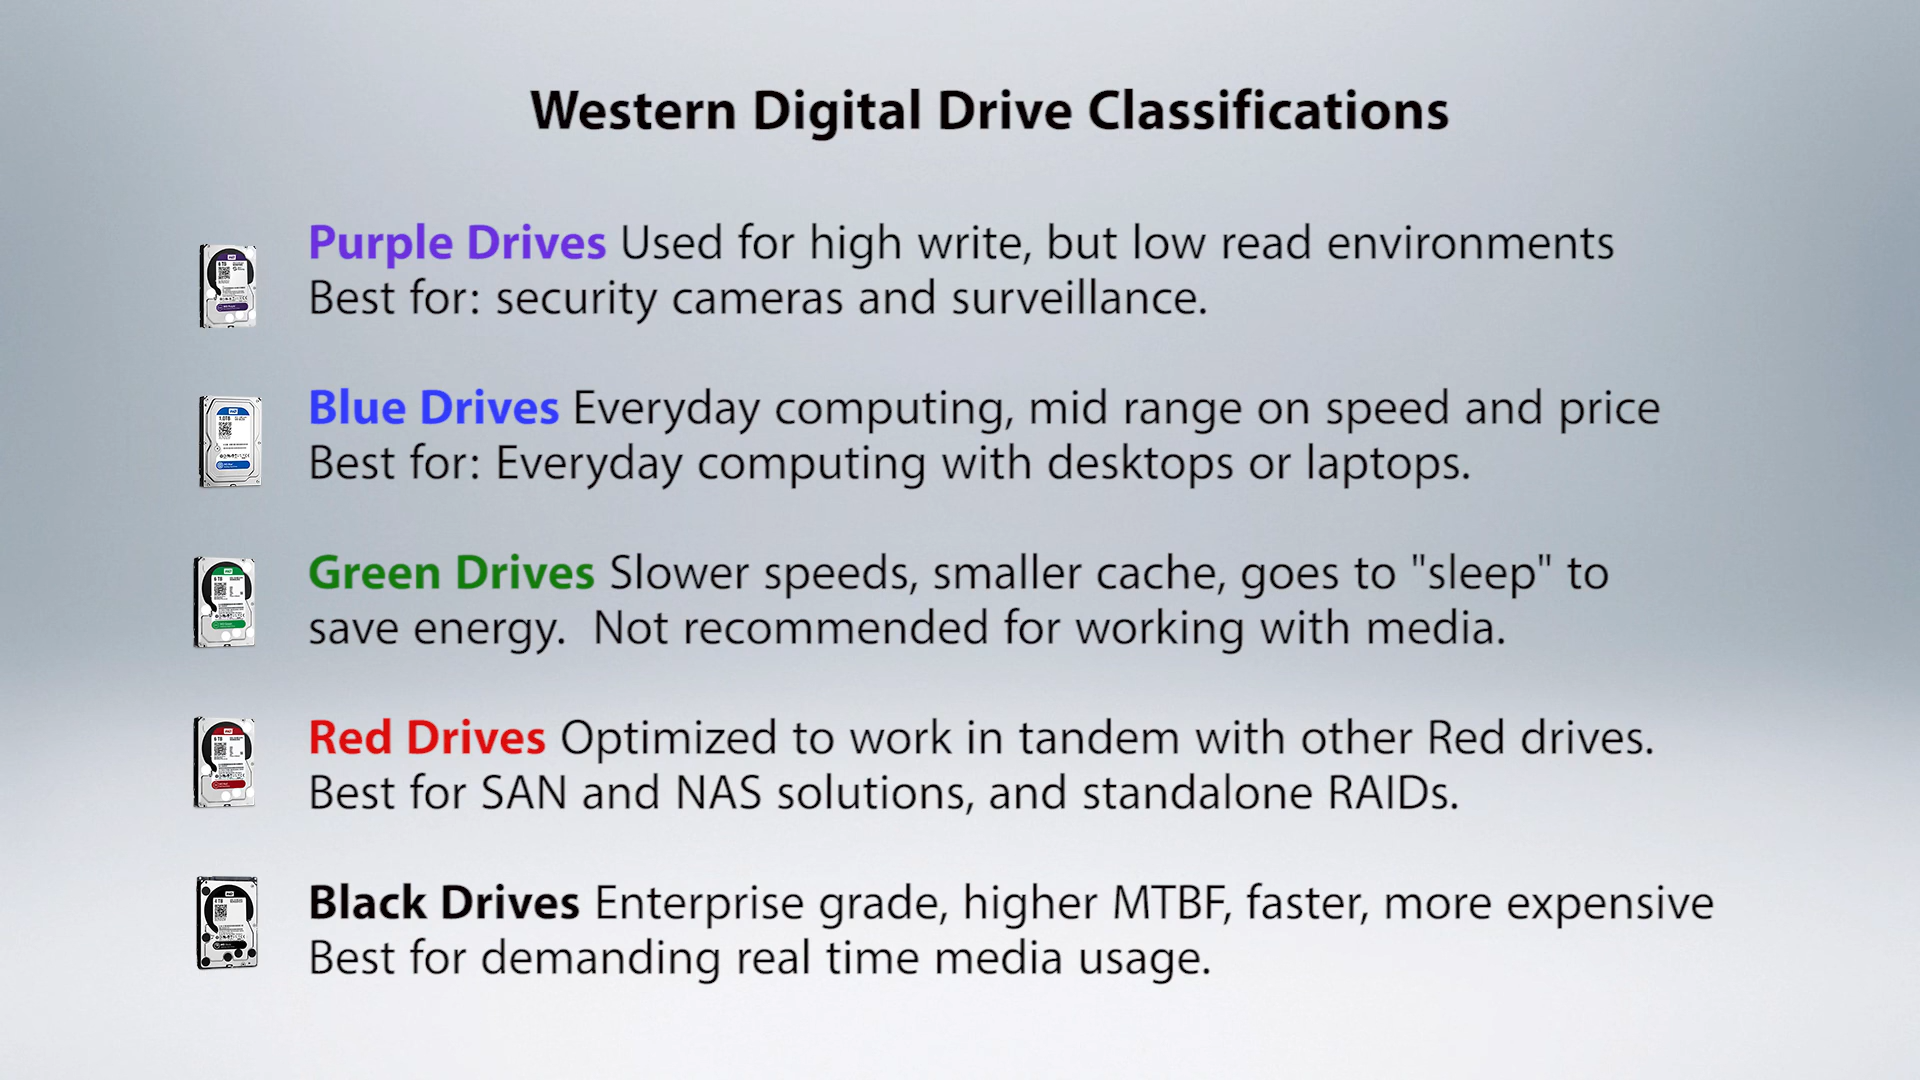 Western Digital Drive Classifications
Purple Drives Used for high write, but low read environments
Best for: security cameras and surveillance.
Blue Drives Everyday computing, mid range on speed and price
Best for: Everyday computing with desktops or laptops.
Green Drives Slower speeds, smaller cache, goes to "sleep" to
save energy.  Not recommended for working with media.
Red Drives Optimized to work in tandem with other Red drives.
Best for SAN and NAS solutions, and standalone RAIDs.
Black Drives Enterprise grade, higher MTBF, faster, more expensive
Best for demanding real time media usage.